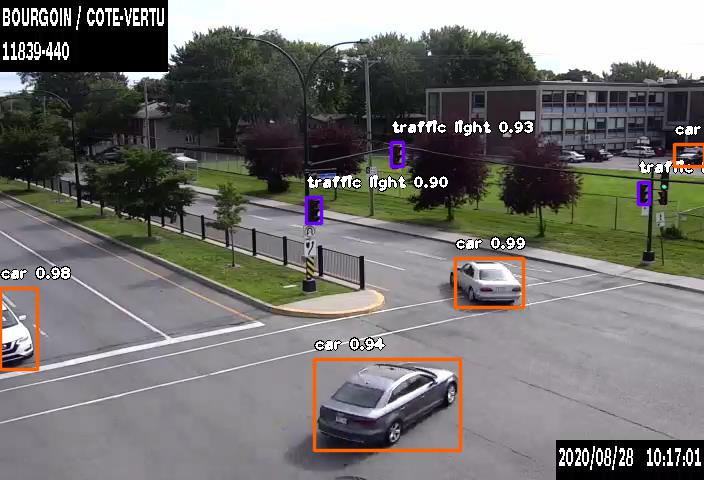 BOURGOIN / COTE-VERTU
11839-440
traffic light 0.93
car
traffic
traffic light 0.90
car 0.99
car 0.98
car 0.94
2020/08/28 10:17:01